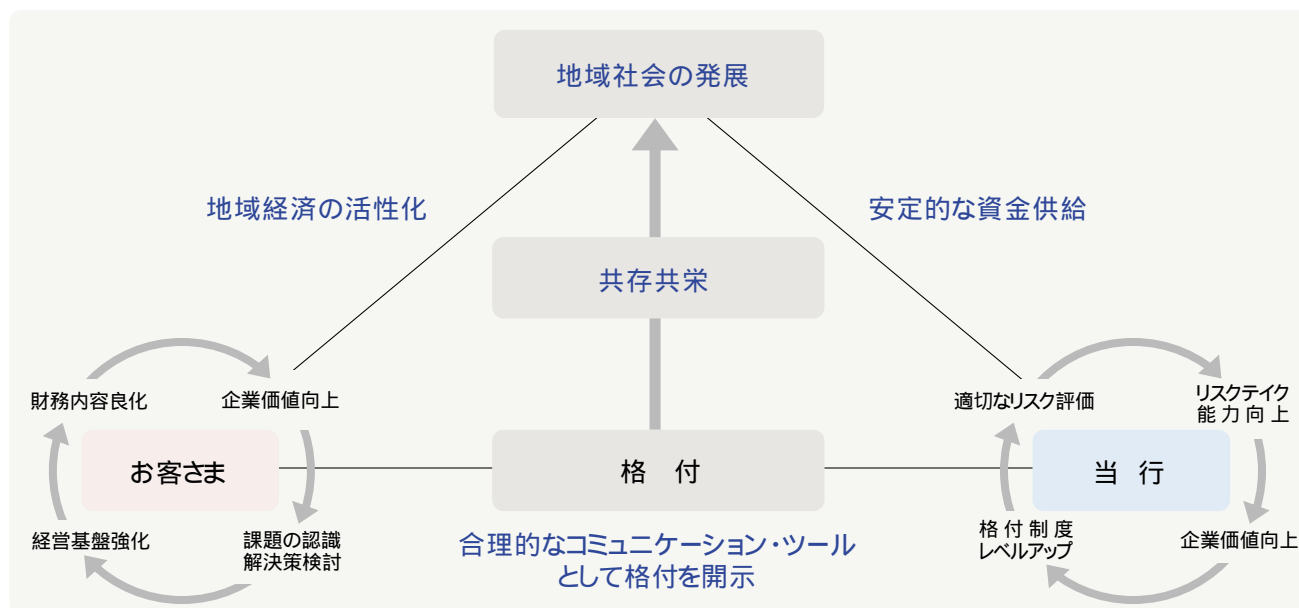 地域社会の発展
地域経済の活性化
安定的な資金供給
共存共栄
財務内容良化
企業価値向上
適切なリスク評価
リスクテイク
能力向上
お客さま
格 付
当 行
経営基盤強化
課題の認識
解決策検討
合理的なコミュニケーション・ツール
として格付を開示
格付制度
レベルアップ
企業価値向上